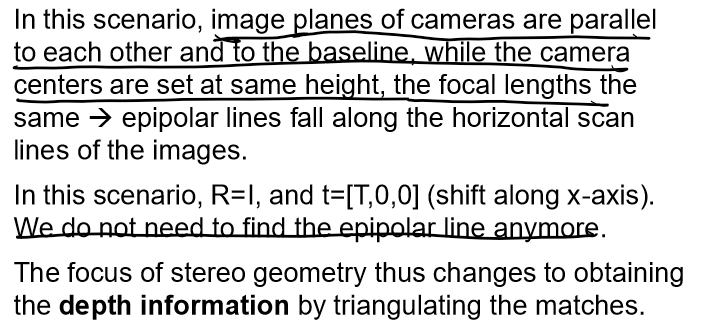 In this scenario, image planes of cameras are parallel
to each other and to the baseline, while the camera
centers are set at same height, the focal lengths the
same → epipolar lines fall along the horizontal scan
lines of the images.
In this scenario, R=I, and t=[T,0,0] (shift along x-axis).
We do not need to find the epipolar line anymore.
The focus of stereo geometry thus changes to obtaining
the depth information by triangulating the matches.